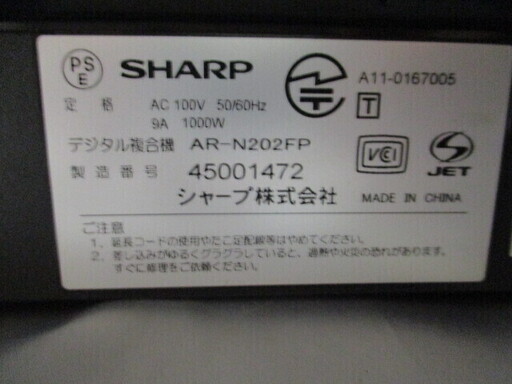 PS
E
SHARP
A11-0167005
T
定 格 AC 100V 50/60Hz
9A 1000W
デジタル複合機 AR-N202FP
VCI
JET
製造番号 45001472
シャープ株式会社
MADE IN CHINA
ご注意
1. 延長コードの使用やたこ足配線等はやめてください。
2. 差し込みがゆるくグラグラしていると、過熱や火災の恐れがあります。
すぐに修理をご依頼ください。